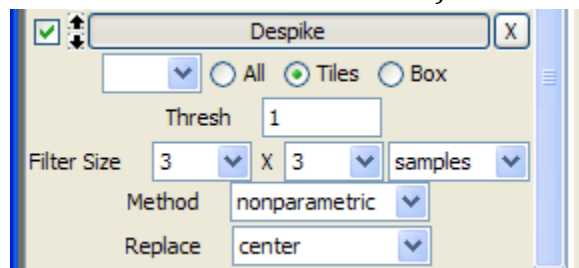 Despike X
All Tiles Box
Thresh 1
Filter Size 3 X 3 samples
Method nonparametric
Replace center